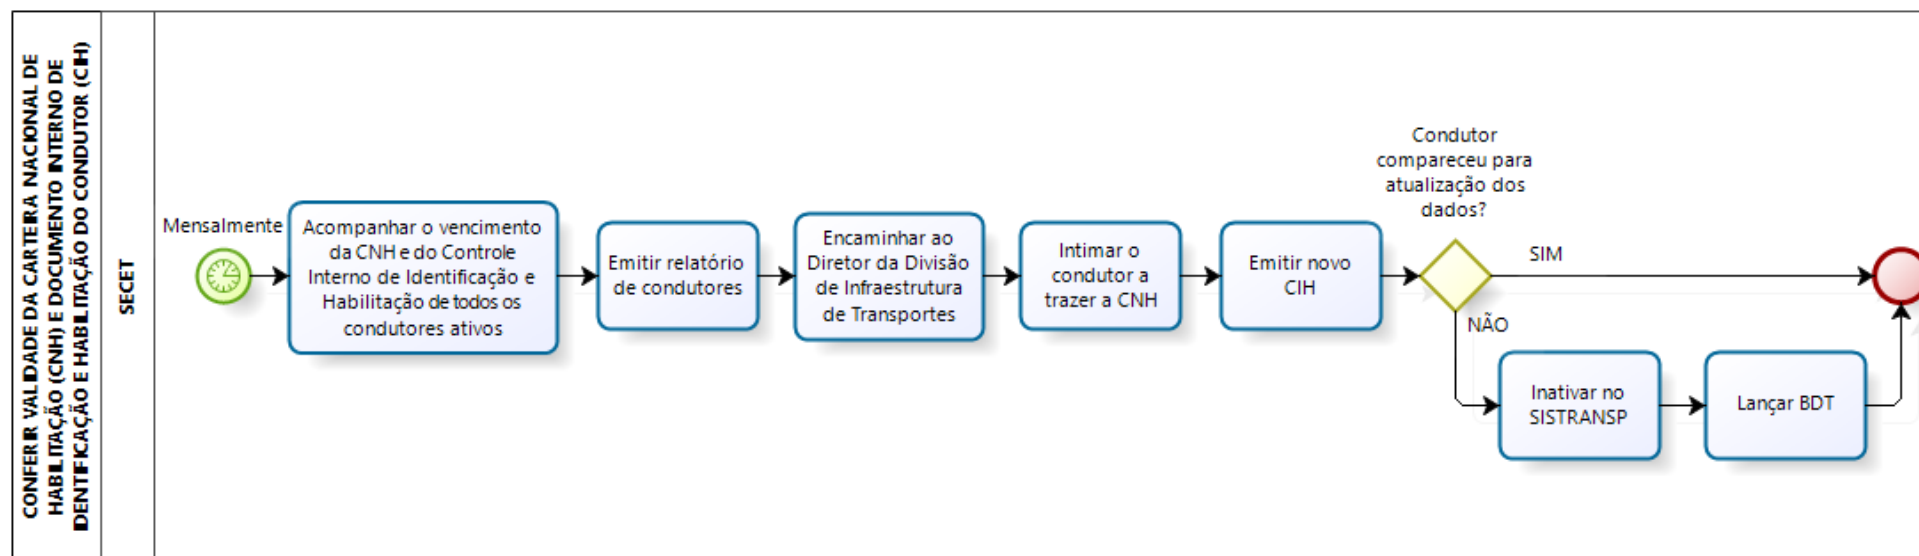 CONFERIR VALIDADE DA CARTEIRA NACIONAL DE
HABILITAÇÃO (CNH) E DOCUMENTO INTERNO DE
IDENTIFICAÇÃO E HABILITAÇÃO DO CONDUTOR (CIH)
SECET
Mensalmente
Acompanhar o vencimento
da CNH e do Controle
Interno de Identificação e
Habilitação de todos os
condutores ativos
Emitir relatório
de condutores
Encaminhar ao
Diretor da Divisão
de Infraestrutura
de Transportes
Intimar o
condutor a
trazer a CNH
Emitir novo
CIH
Condutor
compareceu para
atualização dos
dados?
SIM
NÃO
Inativar no
SISTRANSP
Lançar BDT